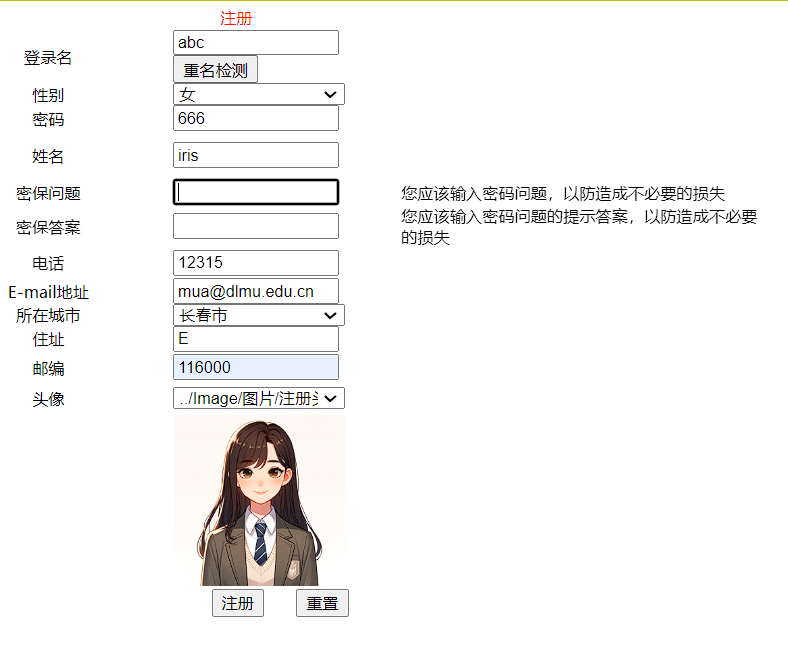 注册
登录名 abc
重名检测
性别 女
密码 666
姓名 iris
密保问题 您应该输入密码问题，以防造成不必要的损失
密保答案 您应该输入密码问题的提示答案，以防造成不必要
的损失
电话 12315
E-mail地址 mua@dlmu.edu.cn
所在城市 长春市
住址 E
邮编 116000
头像 ../Image/图片/注册
注册 重置